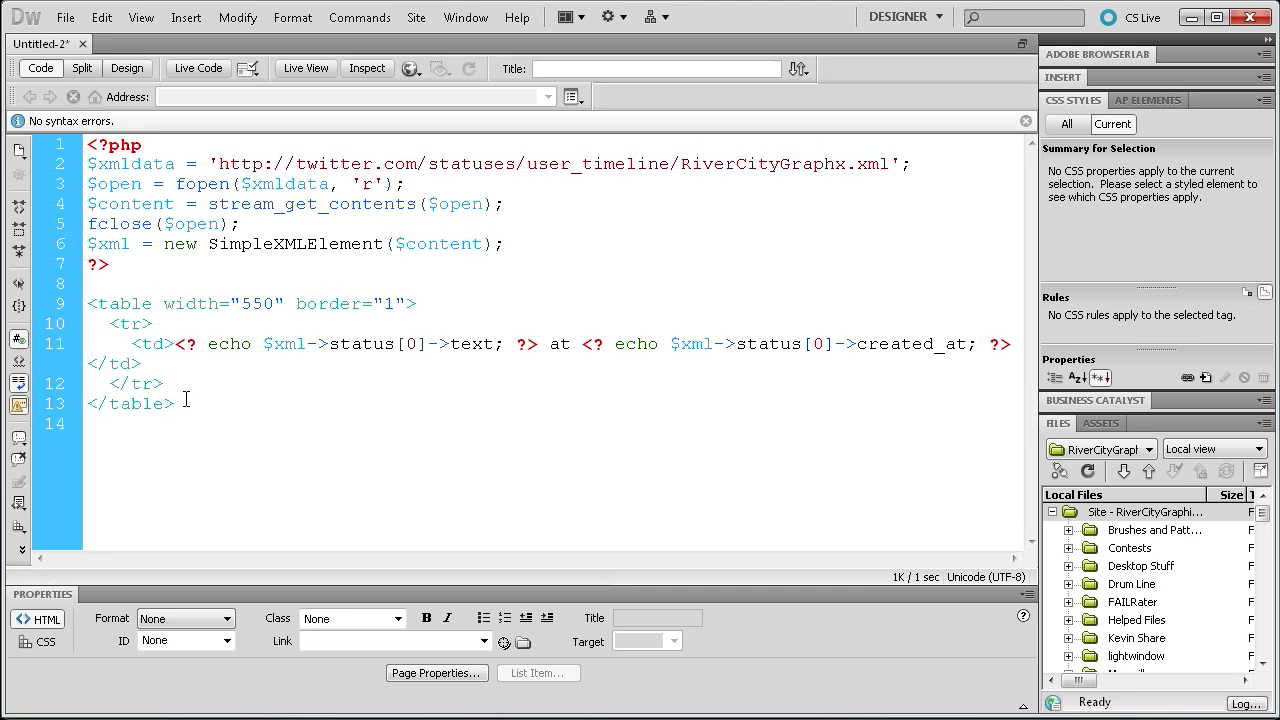 Dw File Edit View Insert Modify Format Commands Site Window Help DESIGNER CS Live
Untitled-2*
Code Split Design Live Code Live View Inspect Title:
Address:
No syntax errors.
1 <?php
2 $xmldata = 'http://twitter.com/statuses/user_timeline/RiverCityGraphx.xml';
3 $open = fopen($xmldata, 'r');
4 $content = stream_get_contents($open);
5 fclose($open);
6 $xml = new SimpleXMLElement($content);
7 ?>
8
9 <table width="550" border="1">
10 <tr>
11 <td><? echo $xml->status[0]->text; ?> at <? echo $xml->status[0]->created_at; ?>
</td>
12 </tr>
13 </table>
14
1K / 1 sec Unicode (UTF-8)
PROPERTIES
HTML Format None Class None B I Title
CSS ID None Link Target
Page Properties... List Item...
ADOBE BROWSERLAB
INSERT
CSS STYLES AP ELEMENTS
All Current
Summary for Selection
No CSS properties apply to the current
selection. Please select a styled element to
see which CSS properties apply.
Rules
No CSS rules apply to the selected tag.
Properties
BUSINESS CATALYST
FILES ASSETS
RiverCityGraph Local view
Local Files Size T
Site - RiverCityGraphi... F
Brushes and Patt... F
Contests F
Desktop Stuff F
Drum Line F
FAILRater F
Helped Files F
Kevin Share F
lightwindow F
Ready Log...